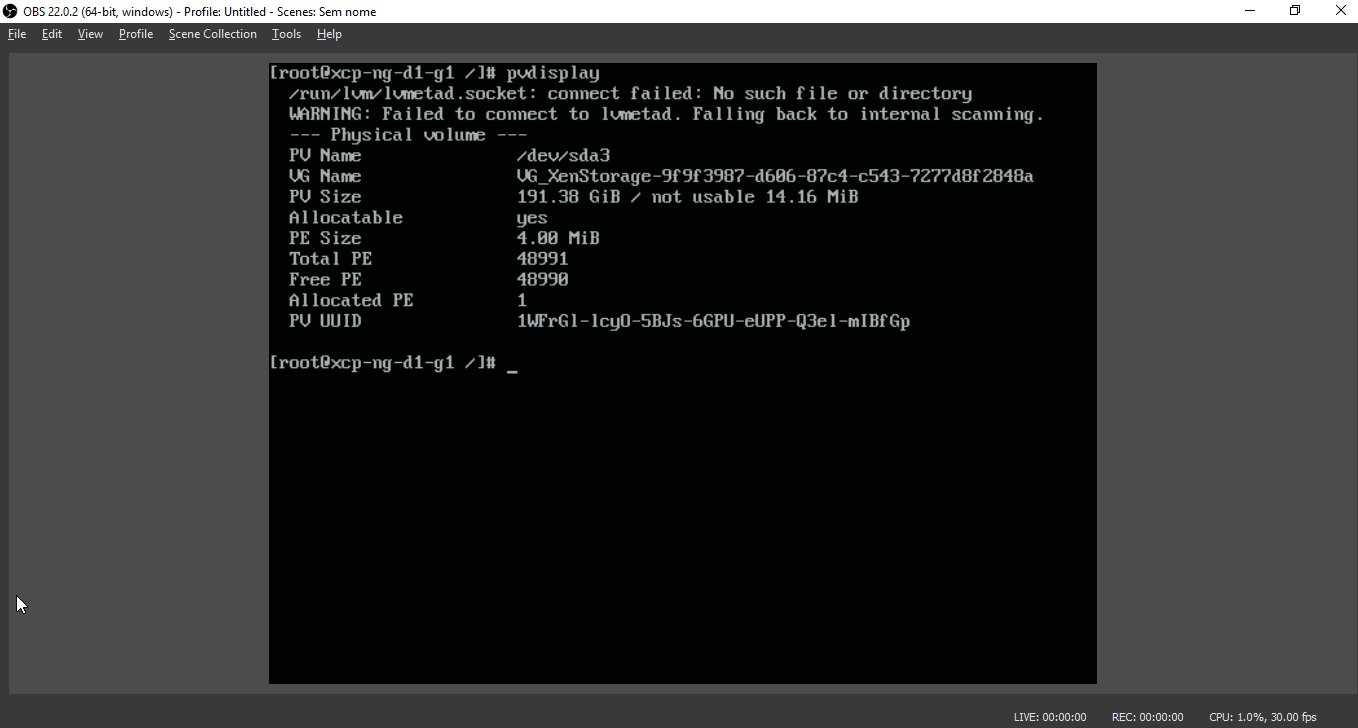 OBS 22.0.2 (64-bit, windows) - Profile: Untitled - Scenes: Sem nome
File Edit View Profile Scene Collection Tools Help
[root@xcp-ng-d1-g1 /]# pvdisplay
/run/lvm/lvmetad.socket: connect failed: No such file or directory
WARNING: Failed to connect to lvmetad. Falling back to internal scanning.
--- Physical volume ---
PV Name /dev/sda3
VG Name VG_XenStorage-9f9f3987-d606-87c4-c543-7277d8f2848a
PV Size 191.38 GiB / not usable 14.16 MiB
Allocatable yes
PE Size 4.00 MiB
Total PE 48991
Free PE 48990
Allocated PE 1
PV UUID 1WFrGl-lcyO-5BJs-6GPU-eUPP-Q3el-mIBfGp
[root@xcp-ng-d1-g1 /]# _
LIVE: 00:00:00 REC: 00:00:00 CPU: 1.0%, 30.00 fps